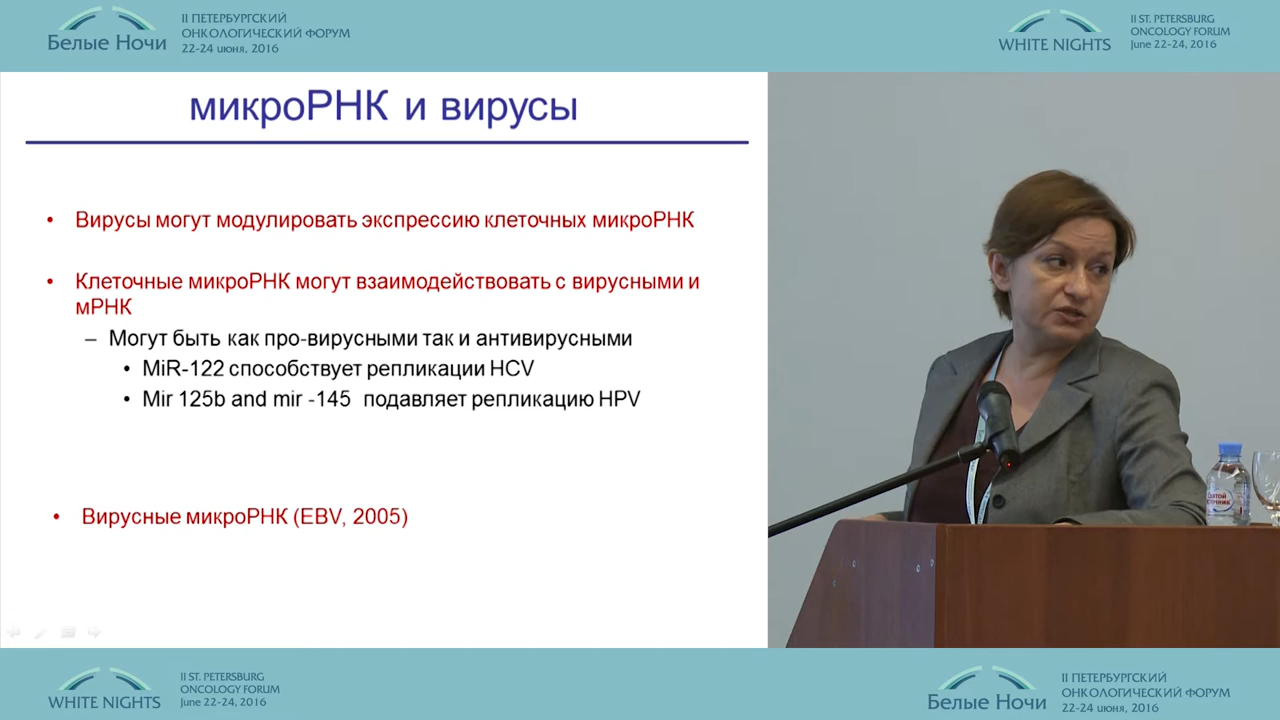 Белые Ночи
II ПЕТЕРБУРГСКИЙ
ОНКОЛОГИЧЕСКИЙ ФОРУМ
22-24 июня, 2016
WHITE NIGHTS
II ST. PETERSBURG
ONCOLOGY FORUM
June 22-24, 2016
микроРНК и вирусы
• Вирусы могут модулировать экспрессию клеточных микроРНК
• Клеточные микроРНК могут взаимодействовать с вирусными и
мРНК
– Могут быть как про-вирусными так и антивирусными
• MiR-122 способствует репликации HCV
• Mir 125b and mir -145 подавляет репликацию HPV
• Вирусные микроРНК (EBV, 2005)
WHITE NIGHTS
II ST. PETERSBURG
ONCOLOGY FORUM
June 22-24, 2016
Белые Ночи
II ПЕТЕРБУРГСКИЙ
ОНКОЛОГИЧЕСКИЙ ФОРУМ
22-24 июня, 2016